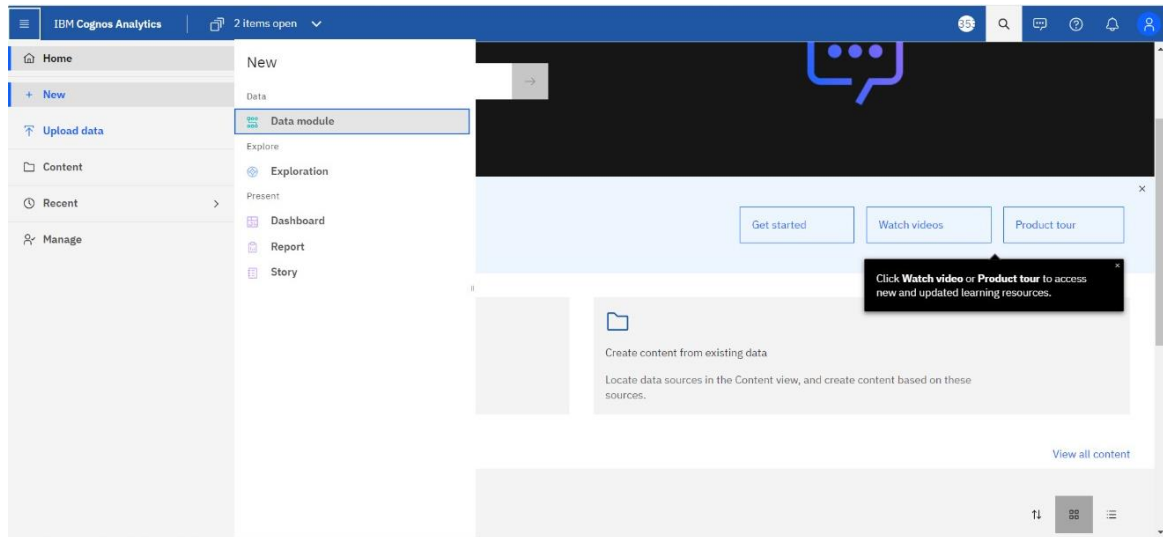 IBM Cognos Analytics
2 items open
Home
New
Upload data
Content
Recent
Manage
New
Data
Data module
Explore
Exploration
Present
Dashboard
Report
Story
Get started
Watch videos
Product tour
Click Watch video or Product tour to access
new and updated learning resources.
Create content from existing data
Locate data sources in the Content view, and create content based on these
sources.
View all content